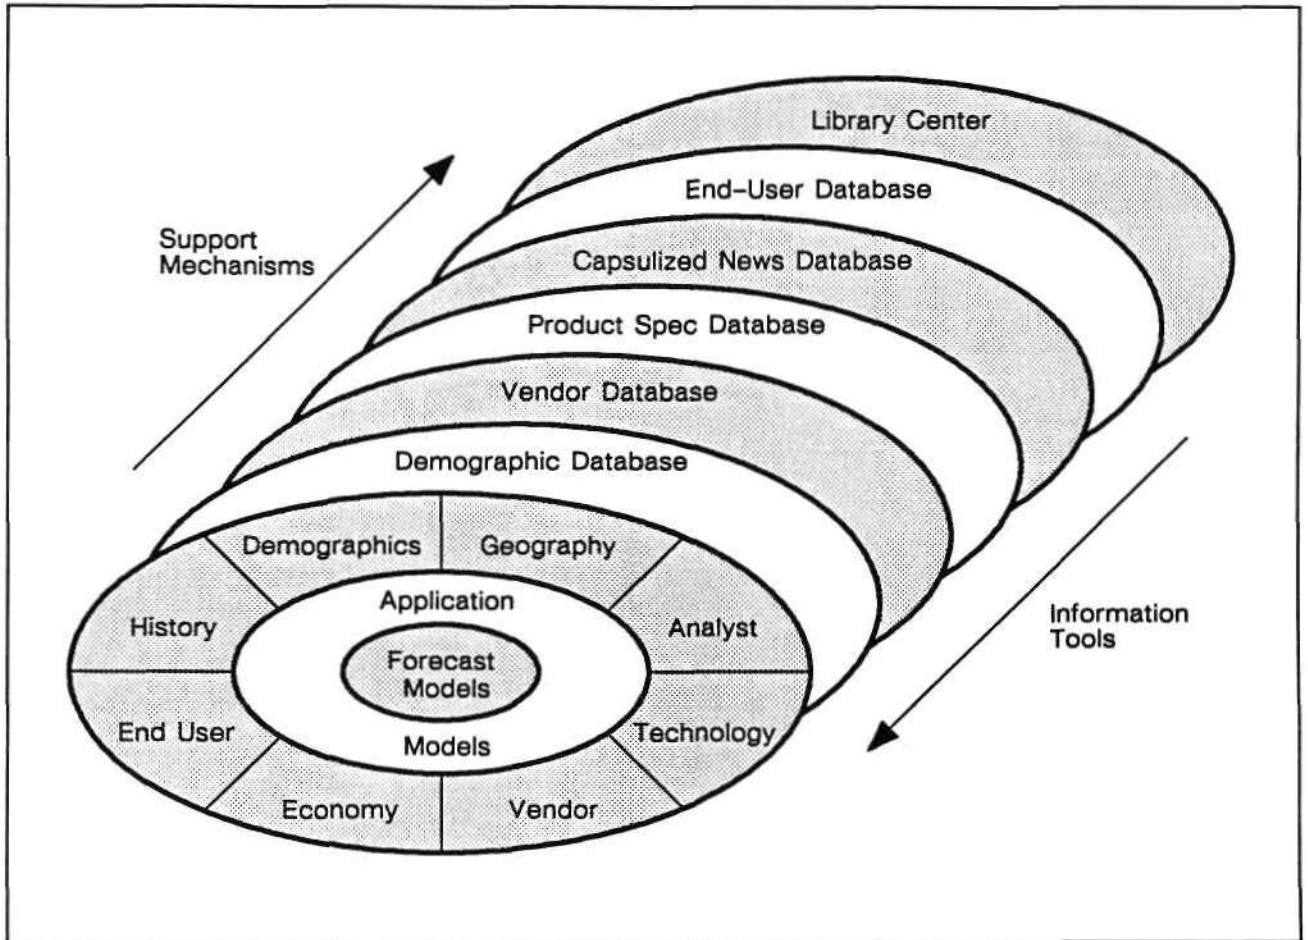 Library Center
End-User Database
Support
Mechanisms
Capsulized News Database
Product Spec Database
Vendor Database
Demographic Database
Demographics
Geography
Application
History
Analyst
Information
Tools
Forecast
Models
End User
Technology
Models
Economy
Vendor